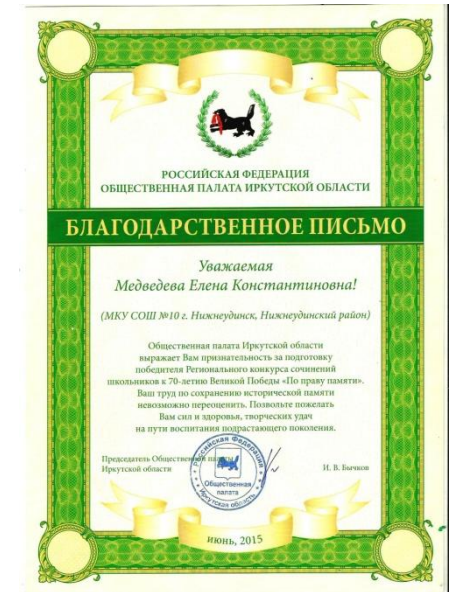 РОССИЙСКАЯ ФЕДЕРАЦИЯ
ОБЩЕСТВЕННАЯ ПАЛАТА ИРКУТСКОЙ ОБЛАСТИ
БЛАГОДАРСТВЕННОЕ ПИСЬМО
Уважаемая
Медведева Елена Константиновна!
(МКУ СОШ №10 г. Нижнеудинск, Нижнеудинский район)
Общественная палата Иркутской области
выражает Вам признательность за подготовку
победителя Регионального конкурса сочинений
школьников к 70-летию Великой Победы «По праву памяти».
Ваш труд по сохранению исторической памяти
невозможно переоценить. Позвольте пожелать
Вам сил и здоровья, творческих удач
на пути воспитания подрастающего поколения.
Председатель Общественной палаты
Иркутской области
И. В. Бычков
Российская Федерация
Общественная
палата
Иркутская область
июнь, 2015